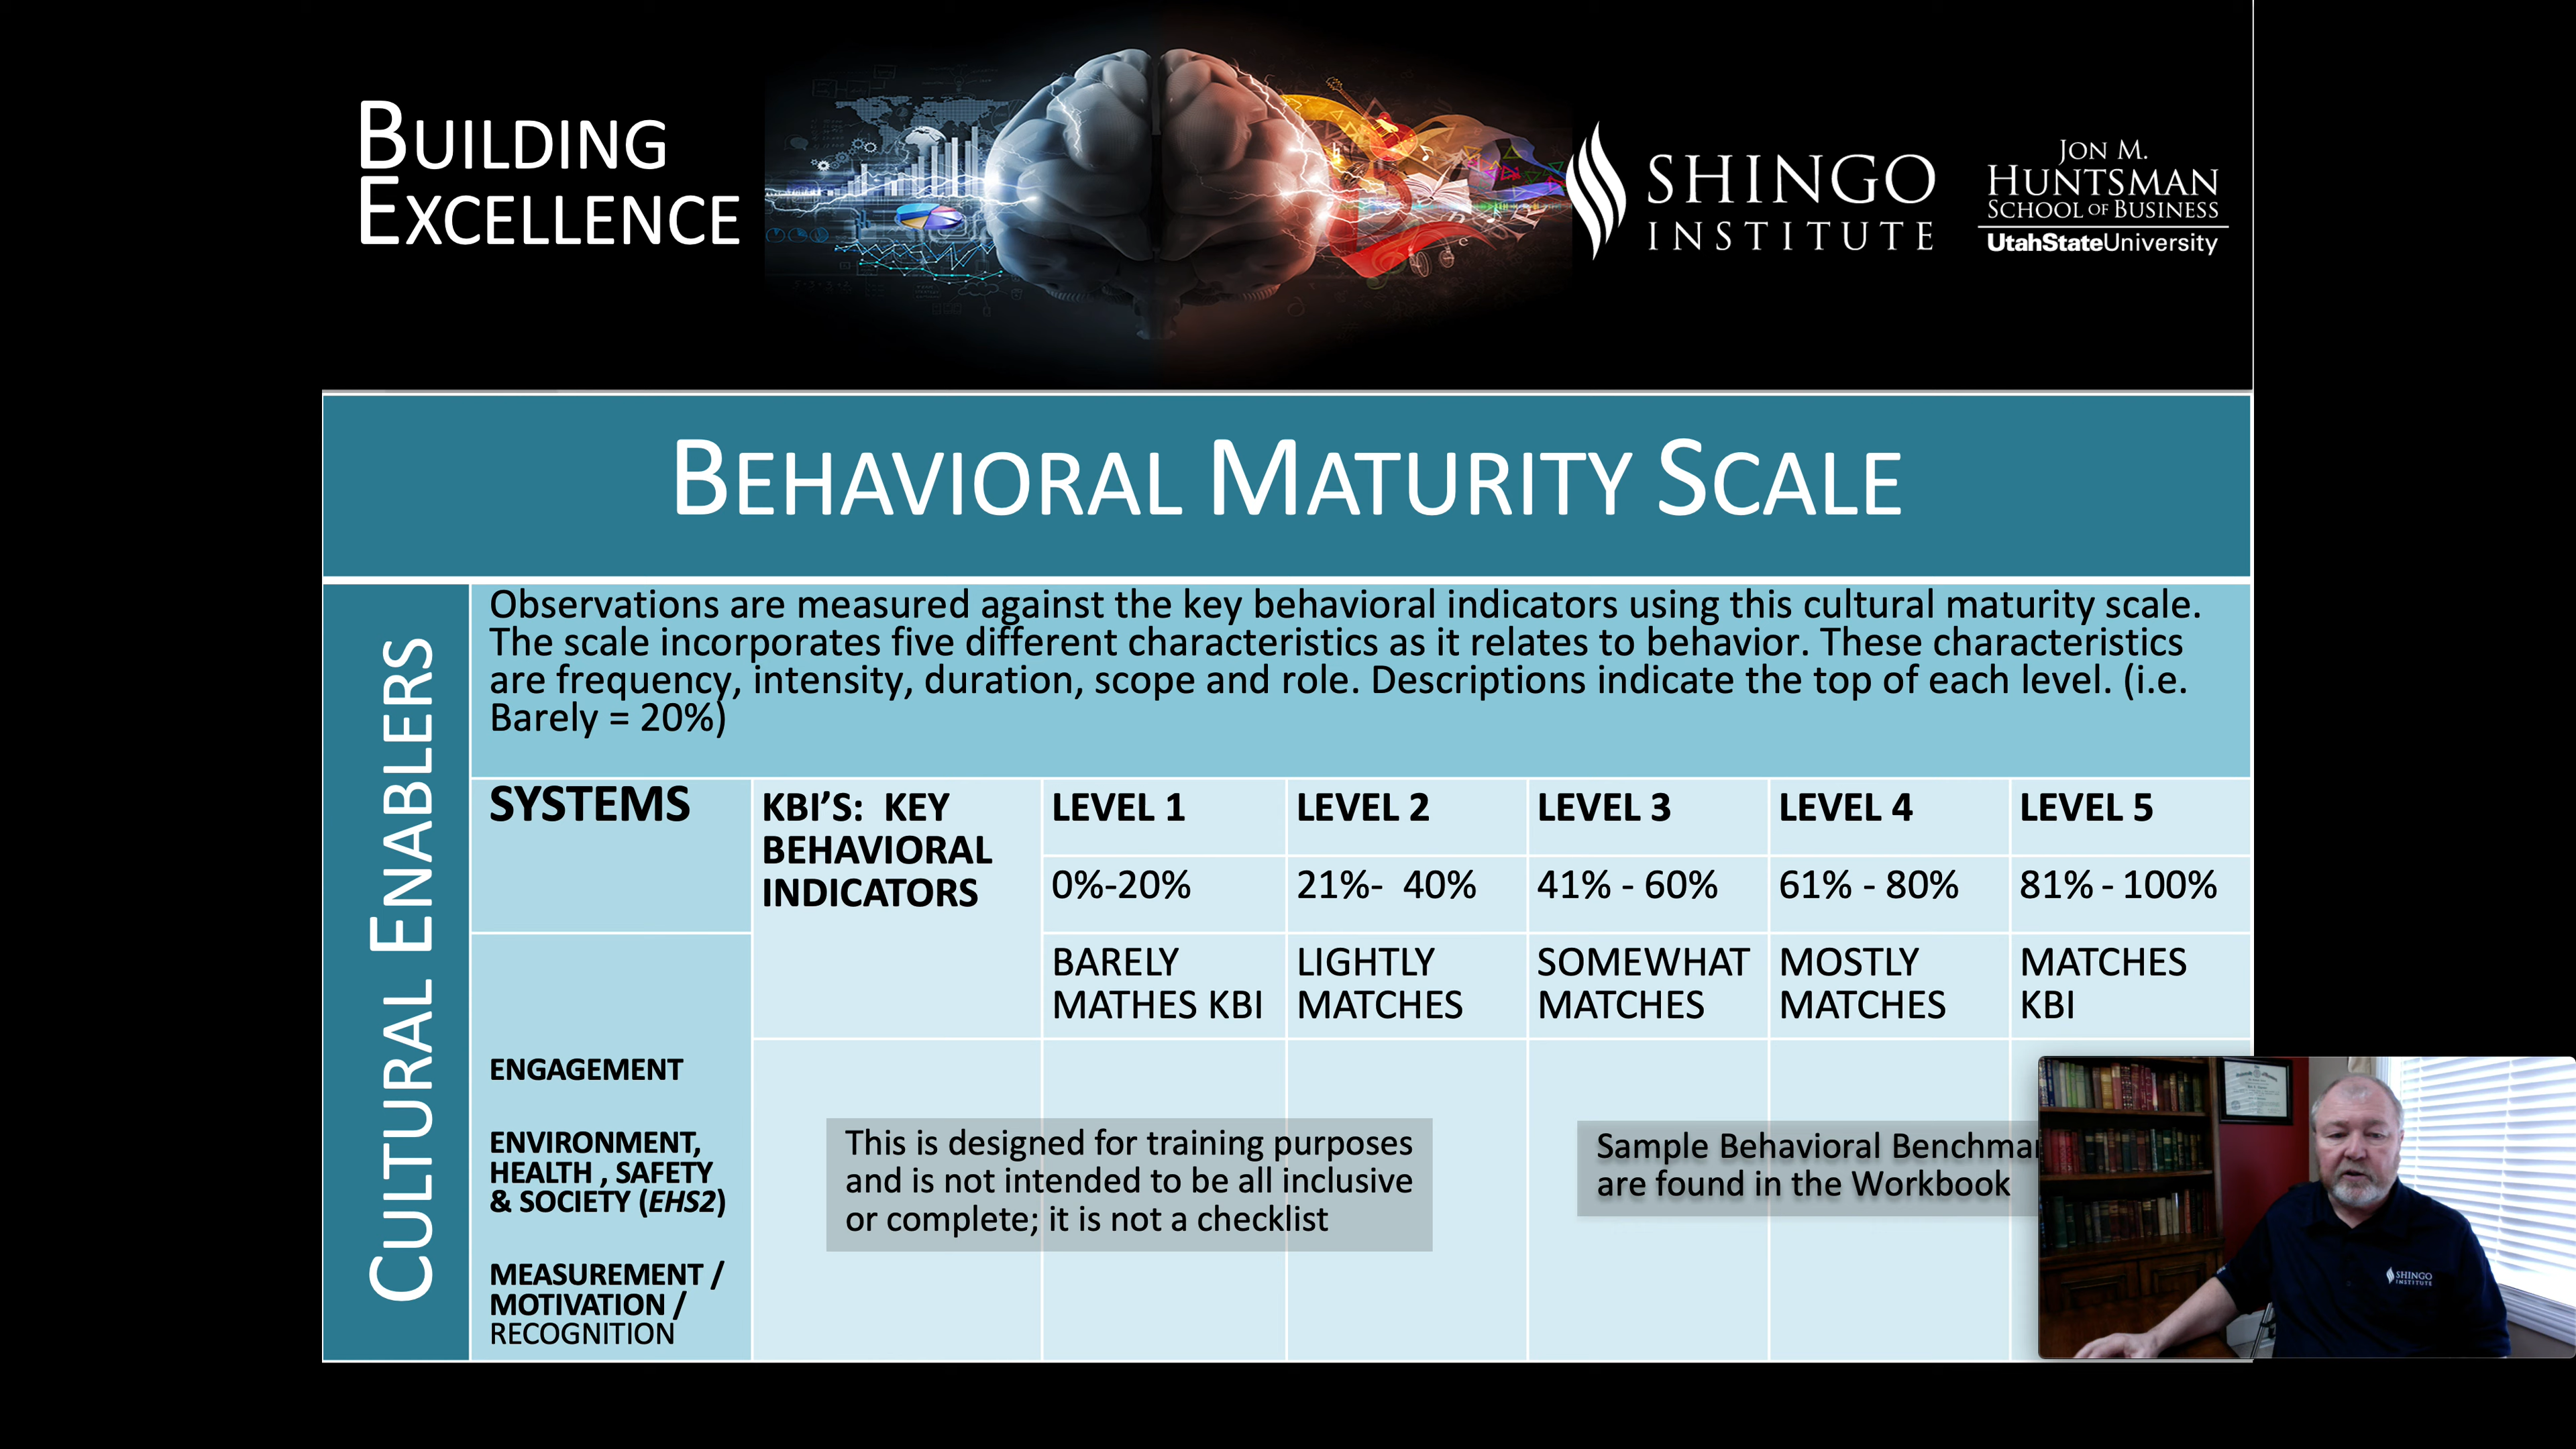 BUILDING
EXCELLENCE
SHINGO
INSTITUTE
JON M.
HUNTSMAN
SCHOOL OF BUSINESS
UtahStateUniversity
BEHAVIORAL MATURITY SCALE
CULTURAL ENABLERS
Observations are measured against the key behavioral indicators using this cultural maturity scale.
The scale incorporates five different characteristics as it relates to behavior. These characteristics
are frequency, intensity, duration, scope and role. Descriptions indicate the top of each level. (i.e.
Barely = 20%)
SYSTEMS
KBI'S: KEY
BEHAVIORAL
INDICATORS
LEVEL 1
LEVEL 2
LEVEL 3
LEVEL 4
LEVEL 5
0%-20%
21%- 40%
41% - 60%
61% - 80%
81% - 100%
BARELY
MATHES KBI
LIGHTLY
MATCHES
SOMEWHAT
MATCHES
MOSTLY
MATCHES
MATCHES
KBI
ENGAGEMENT
ENVIRONMENT,
HEALTH , SAFETY
& SOCIETY (EHS2)
MEASUREMENT /
MOTIVATION /
RECOGNITION
This is designed for training purposes
and is not intended to be all inclusive
or complete; it is not a checklist
Sample Behavioral
are found in the Workbook
SHINGO
INSTITUTE